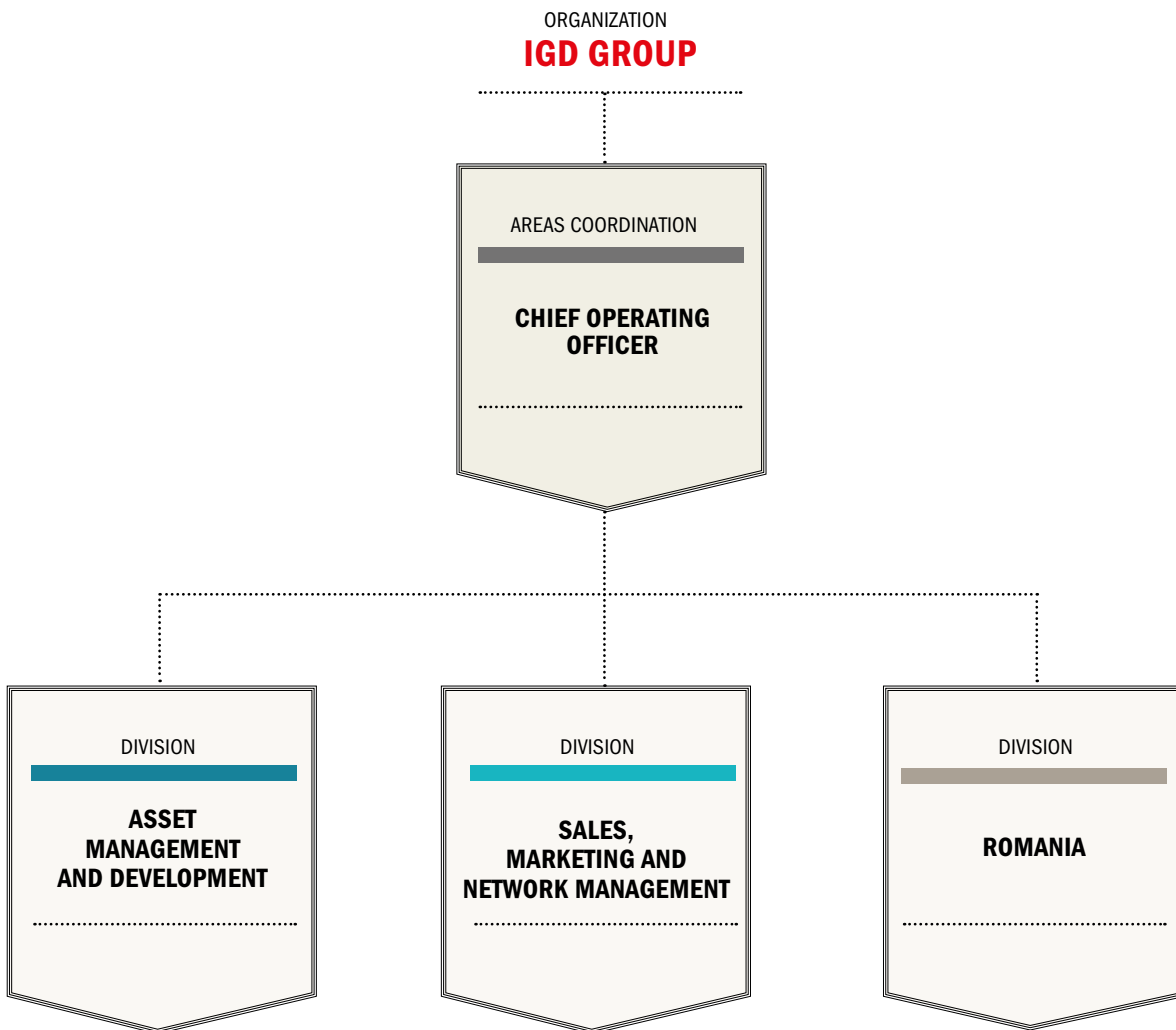 ORGANIZATION
IGD GROUP
AREAS COORDINATION
CHIEF OPERATING
OFFICER
DIVISION
ASSET
MANAGEMENT
AND DEVELOPMENT
DIVISION
SALES,
MARKETING AND
NETWORK MANAGEMENT
DIVISION
ROMANIA